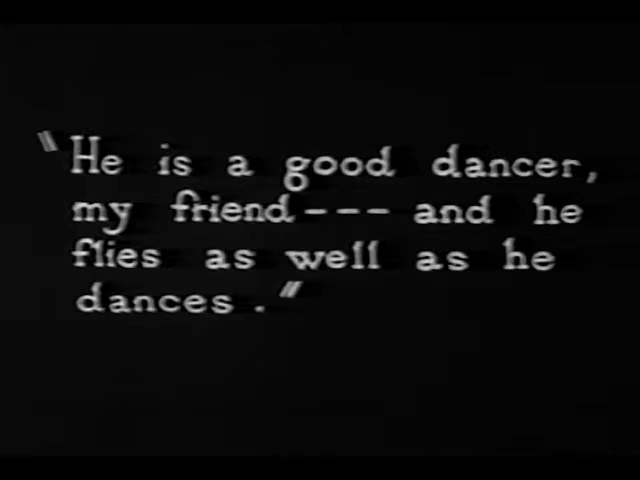 "He is a good dancer,
my friend--- and he
flies as well as he
dances."